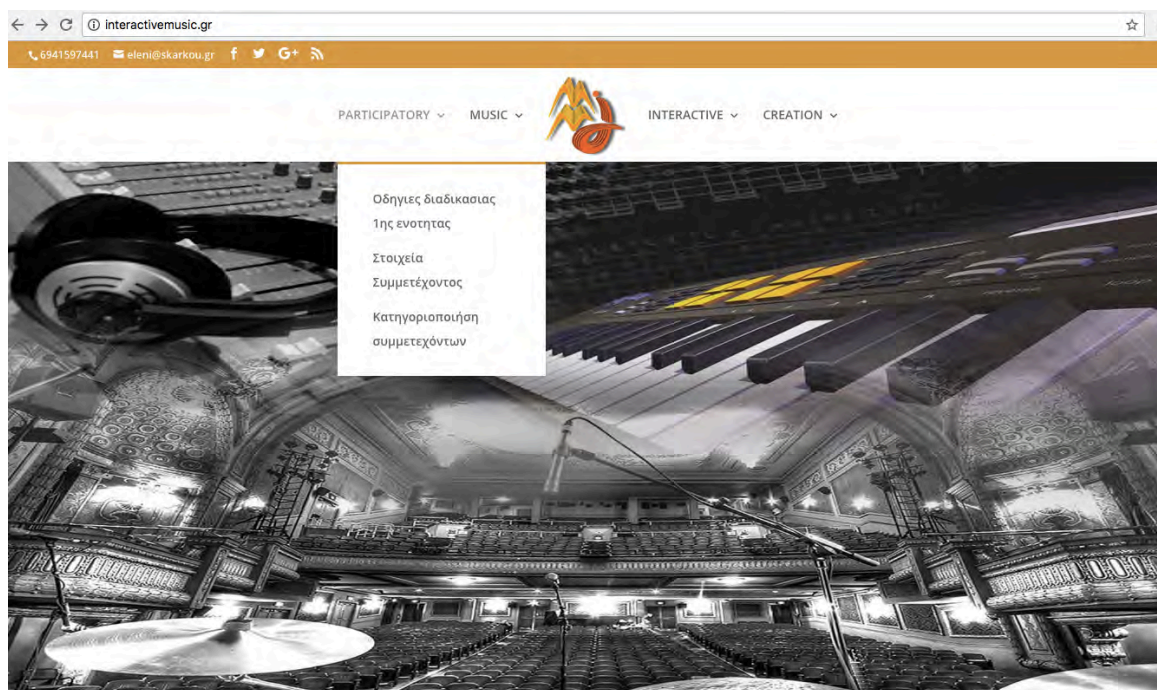 interactivemusic.gr
6941597441 eleni@skarkou.gr f G+
PARTICIPATORY MUSIC INTERACTIVE CREATION
Οδηγιες διαδικασιας
1ης ενοτητας
Στοιχεία
Συμμετέχοντος
Κατηγοριοποιήση
συμμετεχόντων